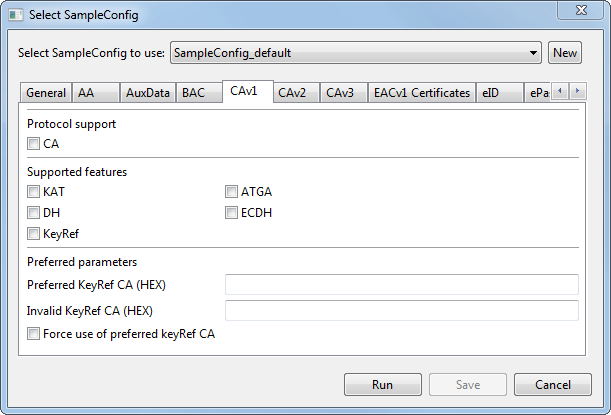 Select SampleConfig
Select SampleConfig to use: SampleConfig_default New
General AA AuxData BAC CAv1 CAv2 CAv3 EACv1 Certificates eID ePa
Protocol support
CA
Supported features
KAT ATGA
DH ECDH
KeyRef
Preferred parameters
Preferred KeyRef CA (HEX)
Invalid KeyRef CA (HEX)
Force use of preferred keyRef CA
Run Save Cancel